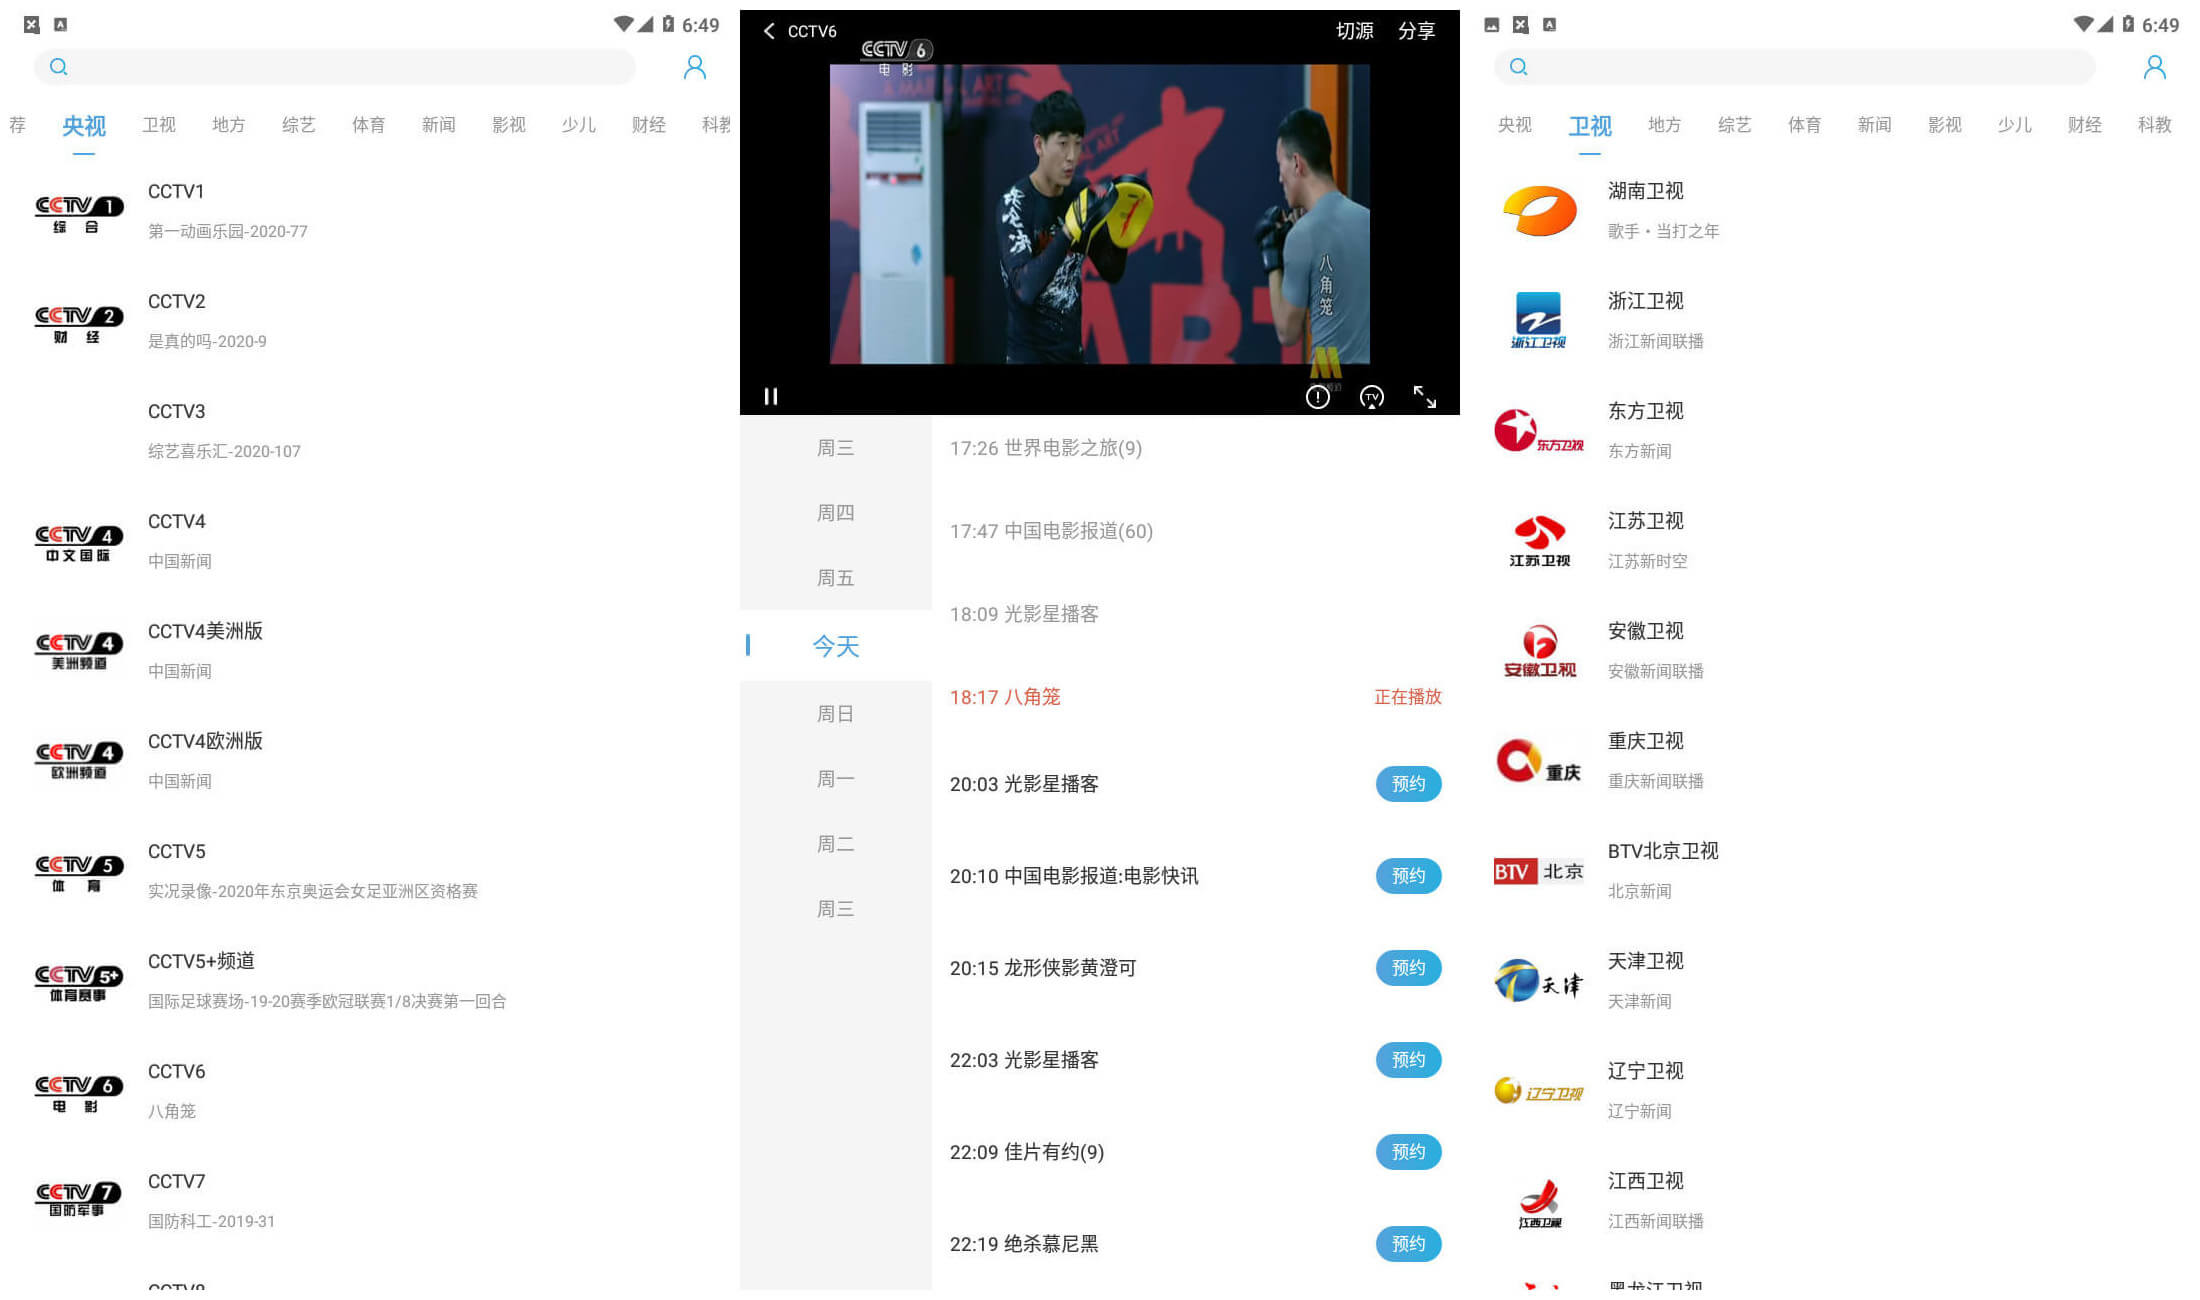 6:49
荐 央视 卫视 地方 综艺 体育 新闻 影视 少儿 财经 科教
CCTV 1 综合
CCTV1
第一动画乐园-2020-77
CCTV 2 财经
CCTV2
是真的吗-2020-9
CCTV3
综艺喜乐汇-2020-107
CCTV 4 中文国际
CCTV4
中国新闻
CCTV 4 美洲频道
CCTV4美洲版
中国新闻
CCTV 4 欧洲频道
CCTV4欧洲版
中国新闻
CCTV 5 体育
CCTV5
实况录像-2020年东京奥运会女足亚洲区资格赛
CCTV 5+ 体育赛事
CCTV5+频道
国际足球赛场-19-20赛季欧冠联赛1/8决赛第一回合
CCTV 6 电影
CCTV6
八角笼
CCTV 7 国防军事
CCTV7
国防科工-2019-31
CCTV6 切源 分享
CCTV 6
电影
八角笼
TV
周三
周四
周五
今天
周日
周一
周二
周三
17:26 世界电影之旅(9)
17:47 中国电影报道(60)
18:09 光影星播客
18:17 八角笼 正在播放
20:03 光影星播客 预约
20:10 中国电影报道:电影快讯 预约
20:15 龙形侠影黄澄可 预约
22:03 光影星播客 预约
22:09 佳片有约(9) 预约
22:19 绝杀慕尼黑 预约
6:49
央视 卫视 地方 综艺 体育 新闻 影视 少儿 财经 科教
湖南卫视
歌手·当打之年
浙江卫视
浙江卫视
浙江新闻联播
东方卫视
东方卫视
东方新闻
江苏卫视
江苏卫视
江苏新时空
安徽卫视
安徽卫视
安徽新闻联播
重庆
重庆卫视
重庆新闻联播
BTV 北京
BTV北京卫视
北京新闻
天津
天津卫视
天津新闻
辽宁卫视
辽宁卫视
辽宁新闻
江西卫视
江西卫视
江西新闻联播